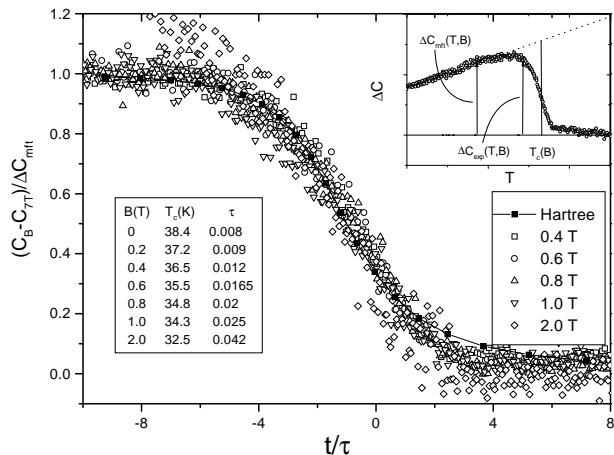 1.2
1.0
0.8
0.6
0.4
0.2
0.0
(C_B-C_7T)/ΔC_mft
-8 -4 0 4 8
t/τ
B(T) T_c(K) τ
0 38.4 0.008
0.2 37.2 0.009
0.4 36.5 0.012
0.6 35.5 0.0165
0.8 34.8 0.02
1.0 34.3 0.025
2.0 32.5 0.042
ΔC_mft(T,B)
ΔC
ΔC_exp(T,B) T_c(B)
T
Hartree
0.4 T
0.6 T
0.8 T
1.0 T
2.0 T